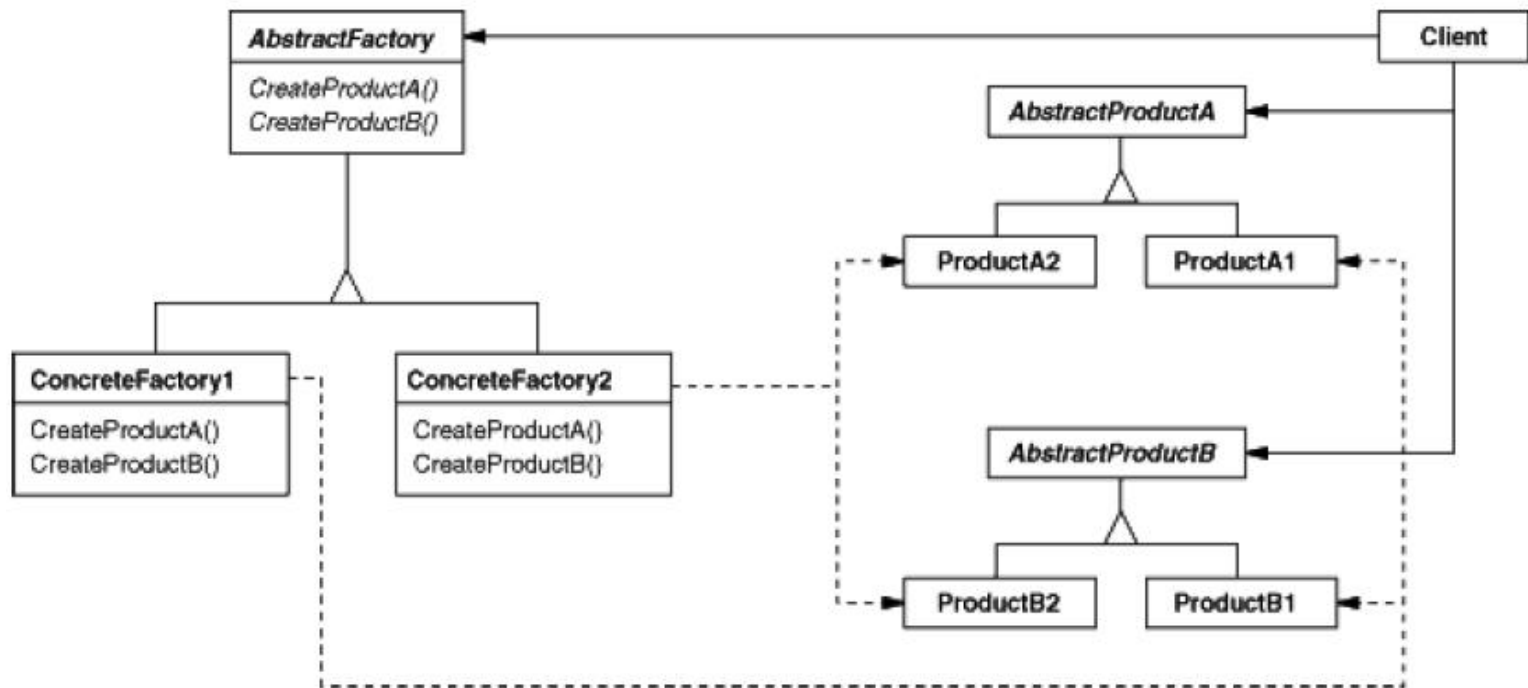 AbstractFactory
CreateProductA()
CreateProductB()
Client
AbstractProductA
ProductA2
ProductA1
ConcreteFactory1
CreateProductA()
CreateProductB()
ConcreteFactory2
CreateProductA()
CreateProductB()
AbstractProductB
ProductB2
ProductB1